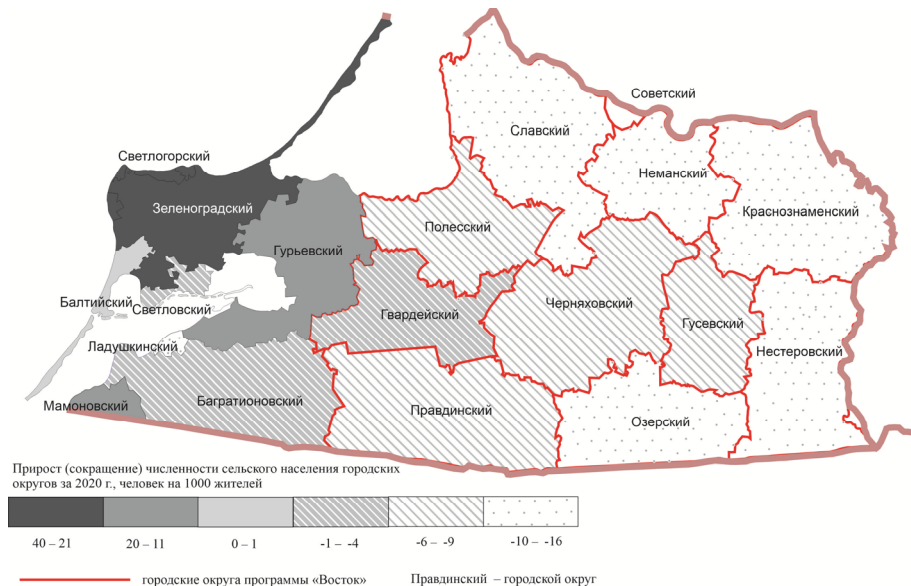 Советский
Славский
Светлогорский
Неманский
Зеленоградский
Краснознаменский
Полесский
Гурьевский
Балтийский
Светловский
Гвардейский
Черняховский
Гусевский
Ладушкинский
Нестеровский
Мамоновский
Багратионовский
Правдинский
Озерский
Прирост (сокращение) численности сельского населения городских
округов за 2020 г., человек на 1000 жителей
40 – 21 20 – 11 0 – 1 -1 – -4 -6 – -9 -10 – -16
городские округа программы «Восток» Правдинский – городской округ